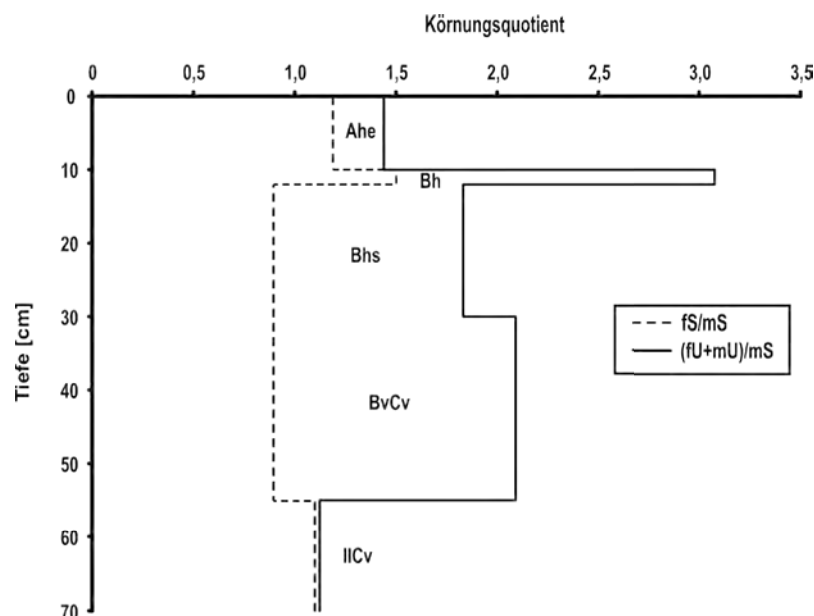 Körnungsquotient
0 0,5 1,0 1,5 2,0 2,5 3,0 3,5
0
Ahe
10
Bh
20
Bhs
30
fS/mS
(fU+mU)/mS
40
BvCv
50
60
IICv
70
Tiefe [cm]